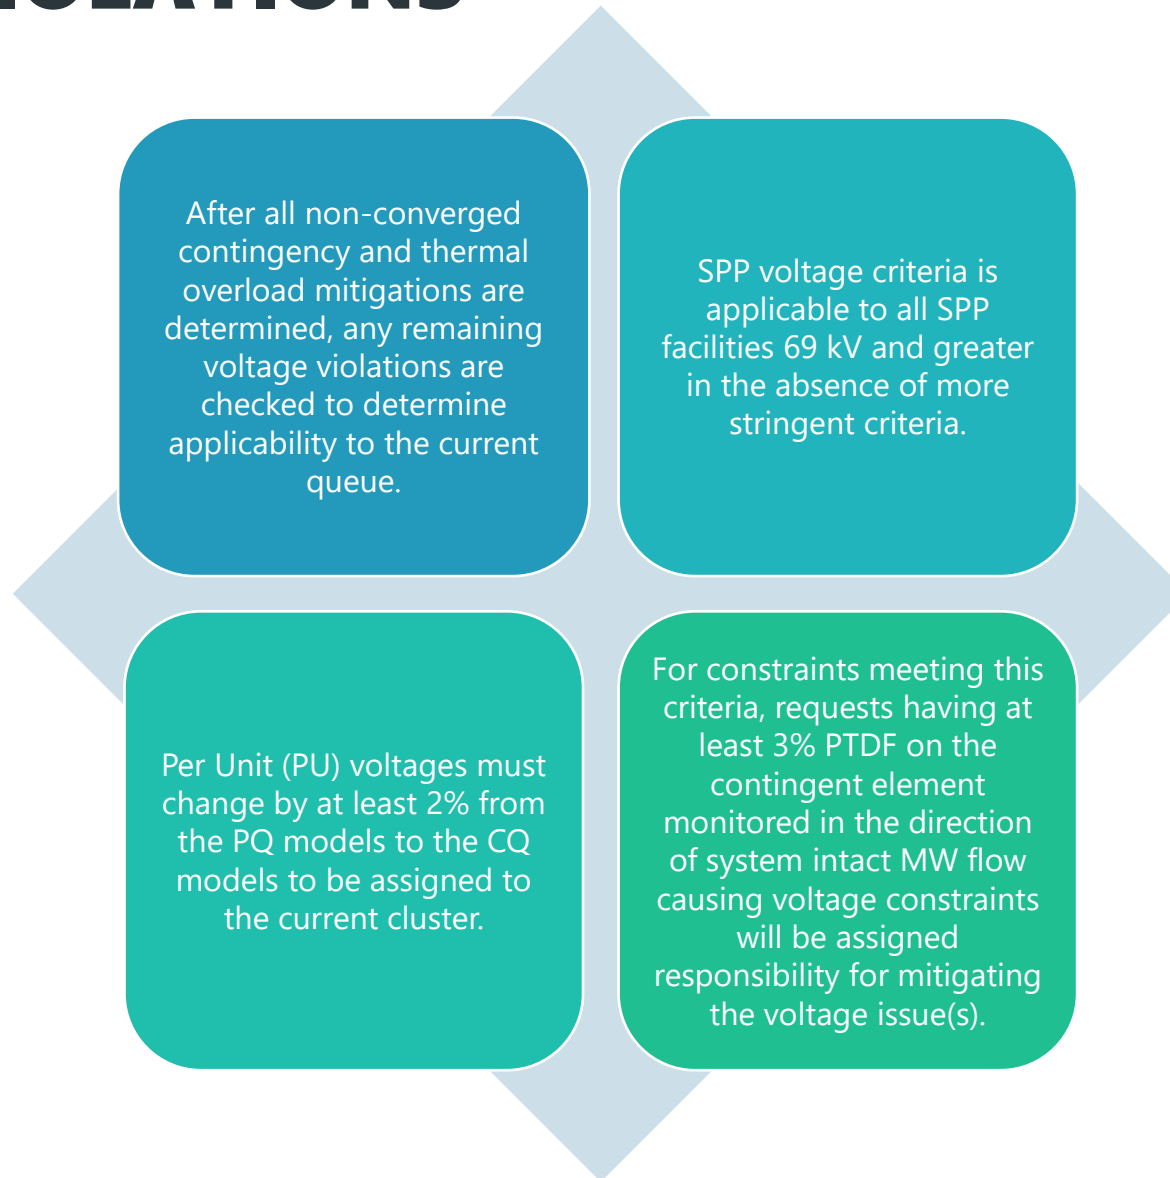 After all non-converged
contingency and thermal
overload mitigations are
determined, any remaining
voltage violations are
checked to determine
applicability to the current
queue.
SPP voltage criteria is
applicable to all SPP
facilities 69 kV and greater
in the absence of more
stringent criteria.
Per Unit (PU) voltages must
change by at least 2% from
the PQ models to the CQ
models to be assigned to
the current cluster.
For constraints meeting this
criteria, requests having at
least 3% PTDF on the
contingent element
monitored in the direction
of system intact MW flow
causing voltage constraints
will be assigned
responsibility for mitigating
the voltage issue(s).